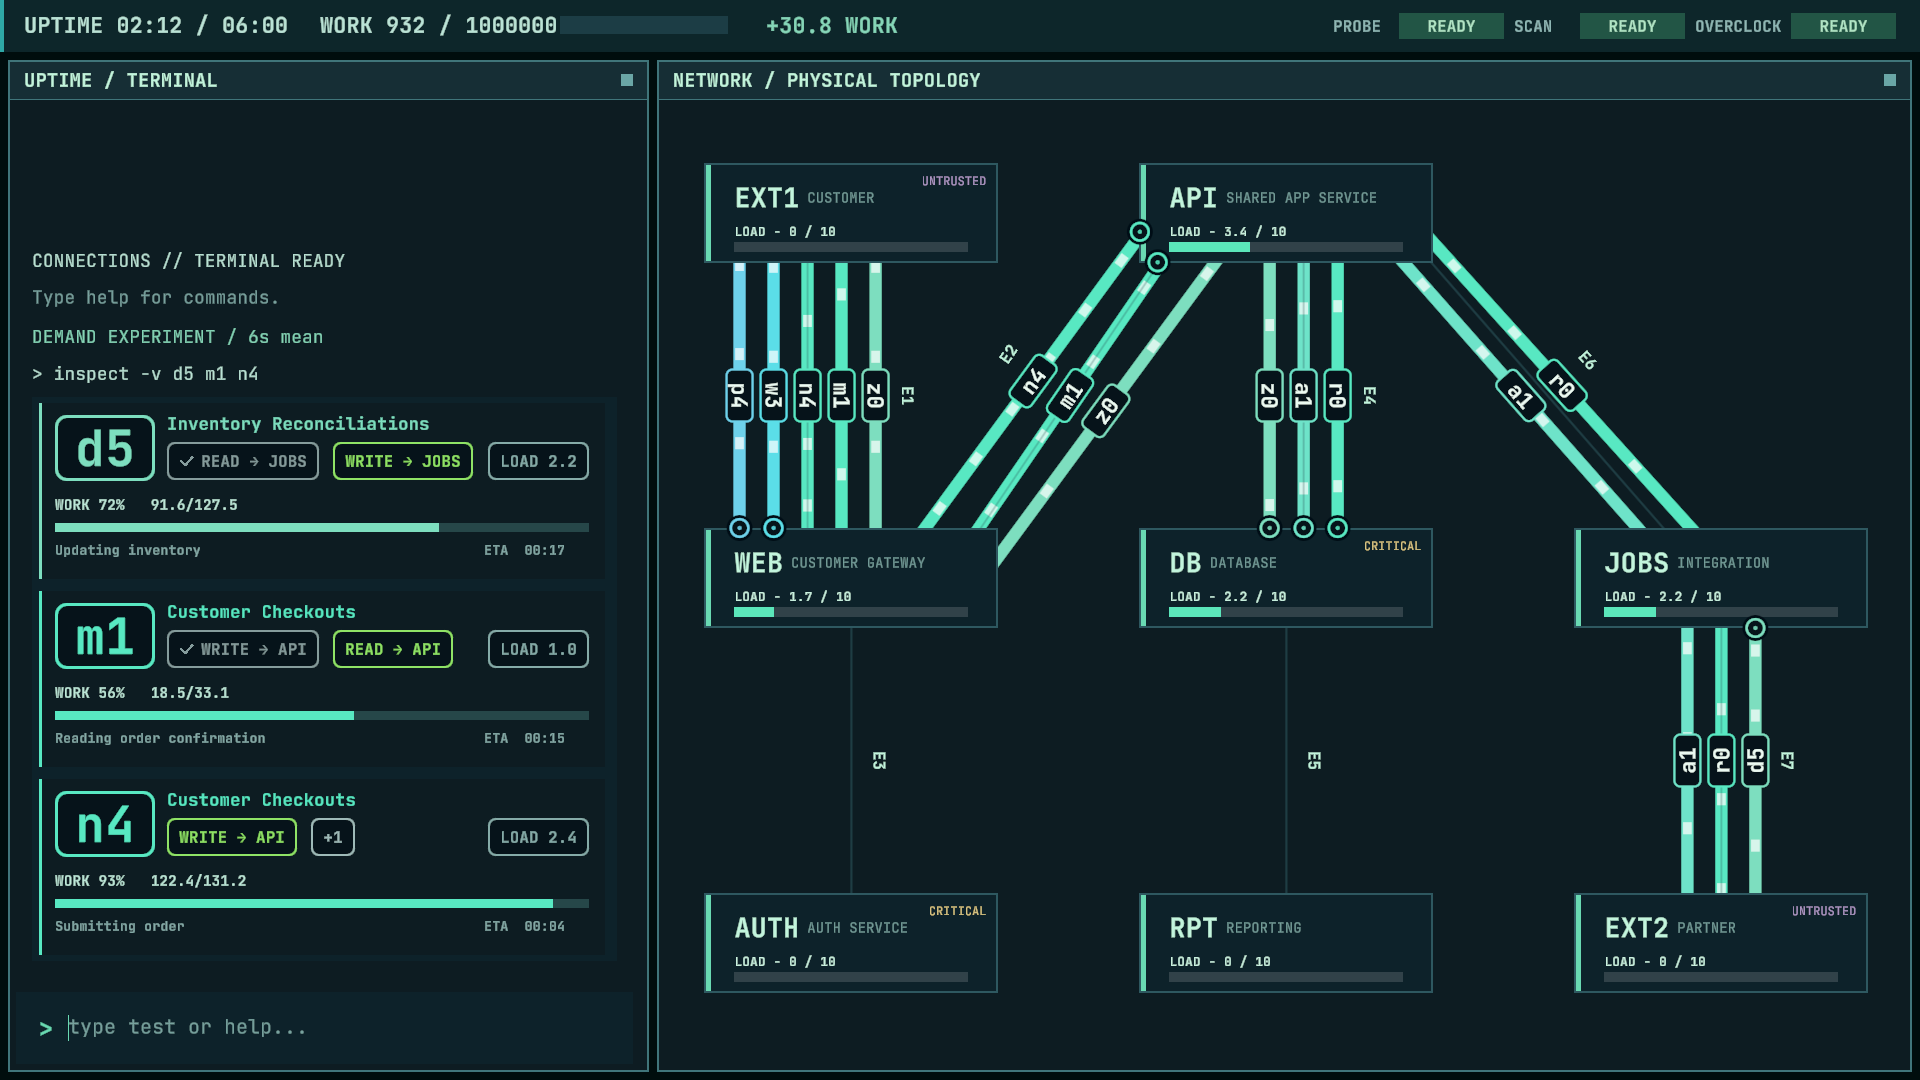 UPTIME 02:12 / 06:00 WORK 932 / 1000000 +30.8 WORK PROBE READY SCAN READY OVERCLOCK READY
UPTIME / TERMINAL
CONNECTIONS // TERMINAL READY
Type help for commands.
DEMAND EXPERIMENT / 6s mean
> inspect -v d5 m1 n4
d5
Inventory Reconciliations
✓ READ → JOBS WRITE → JOBS LOAD 2.2
WORK 72% 91.6/127.5
Updating inventory ETA 00:17
m1
Customer Checkouts
✓ WRITE → API READ → API LOAD 1.0
WORK 56% 18.5/33.1
Reading order confirmation ETA 00:15
n4
Customer Checkouts
WRITE → API +1 LOAD 2.4
WORK 93% 122.4/131.2
Submitting order ETA 00:04
> type test or help...
NETWORK / PHYSICAL TOPOLOGY
UNTRUSTED
EXT1 CUSTOMER
LOAD - 0 / 10
API SHARED APP SERVICE
LOAD - 3.4 / 10
p4 w3 n4 m1 z0 E1
E2 n4 m1 z0
z0 a1 r0 E4
a1 r0 E6
WEB CUSTOMER GATEWAY
LOAD - 1.7 / 10
CRITICAL
DB DATABASE
LOAD - 2.2 / 10
JOBS INTEGRATION
LOAD - 2.2 / 10
E3
E5
a1 r0 d5 E7
CRITICAL
AUTH AUTH SERVICE
LOAD - 0 / 10
RPT REPORTING
LOAD - 0 / 10
UNTRUSTED
EXT2 PARTNER
LOAD - 0 / 10